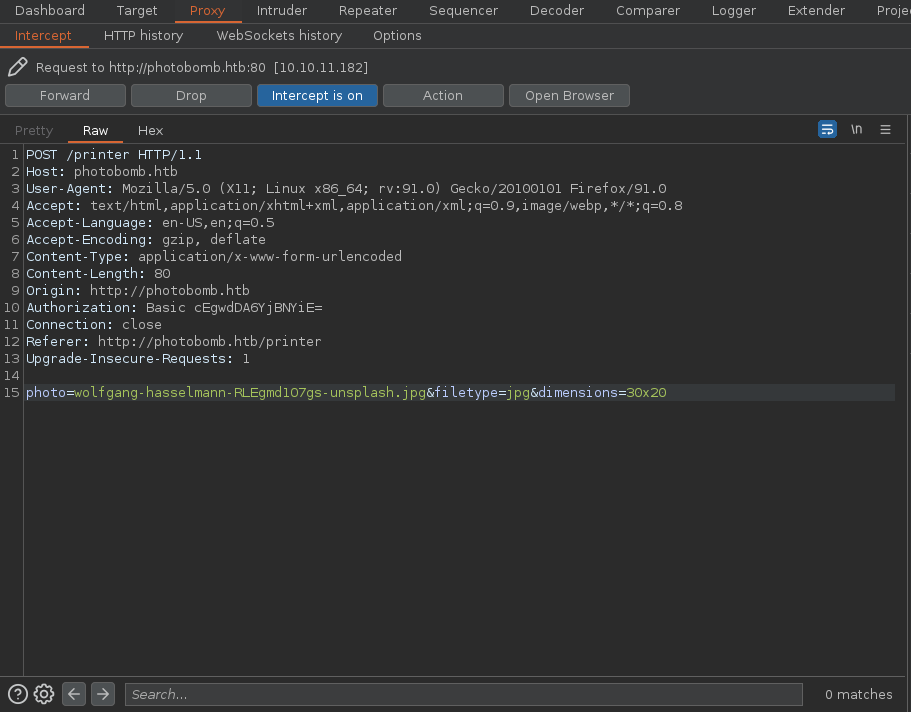 Dashboard Target Proxy Intruder Repeater Sequencer Decoder Comparer Logger Extender Proje
Intercept HTTP history WebSockets history Options
Request to http://photobomb.htb:80 [10.10.11.182]
Forward Drop Intercept is on Action Open Browser
Pretty Raw Hex \n
1 POST /printer HTTP/1.1
2 Host: photobomb.htb
3 User-Agent: Mozilla/5.0 (X11; Linux x86_64; rv:91.0) Gecko/20100101 Firefox/91.0
4 Accept: text/html,application/xhtml+xml,application/xml;q=0.9,image/webp,*/*;q=0.8
5 Accept-Language: en-US,en;q=0.5
6 Accept-Encoding: gzip, deflate
7 Content-Type: application/x-www-form-urlencoded
8 Content-Length: 80
9 Origin: http://photobomb.htb
10 Authorization: Basic cEgwdDA6YjBNYiE=
11 Connection: close
12 Referer: http://photobomb.htb/printer
13 Upgrade-Insecure-Requests: 1
14
15 photo=wolfgang-hasselmann-RLEgmd1O7gs-unsplash.jpg&filetype=jpg&dimensions=30x20
? Search... 0 matches